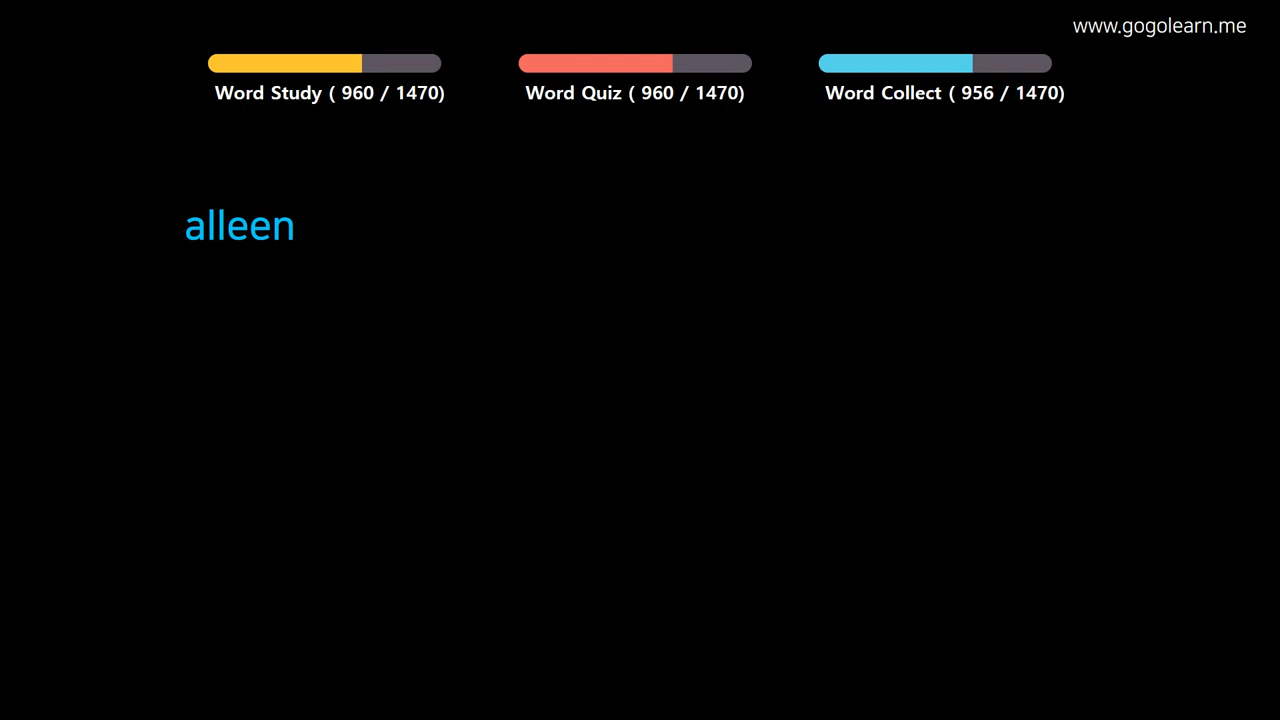 www.gogolearn.me
Word Study ( 960 / 1470)
Word Quiz ( 960 / 1470)
Word Collect ( 956 / 1470)
alleen